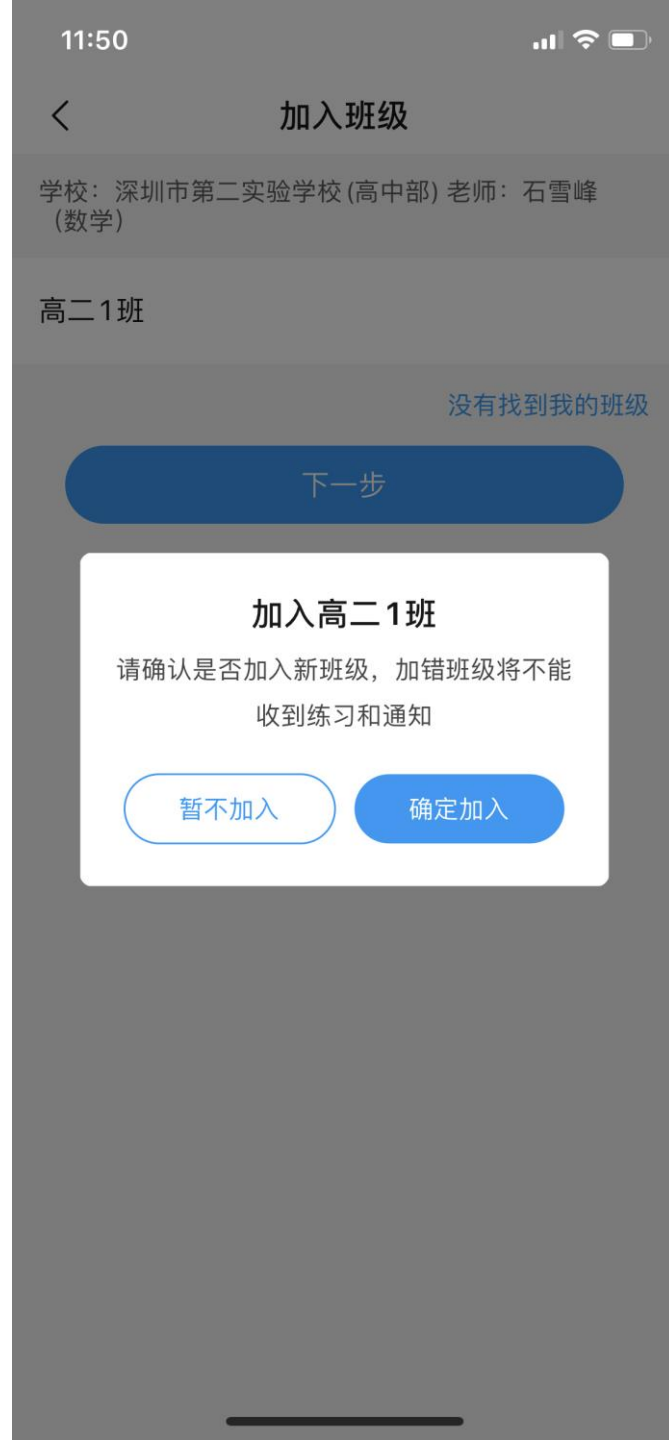 11:50
加入班级
学校：深圳市第二实验学校(高中部) 老师：石雪峰
（数学）
高二1班
没有找到我的班级
下一步
加入高二1班
请确认是否加入新班级，加错班级将不能
收到练习和通知
暂不加入 确定加入